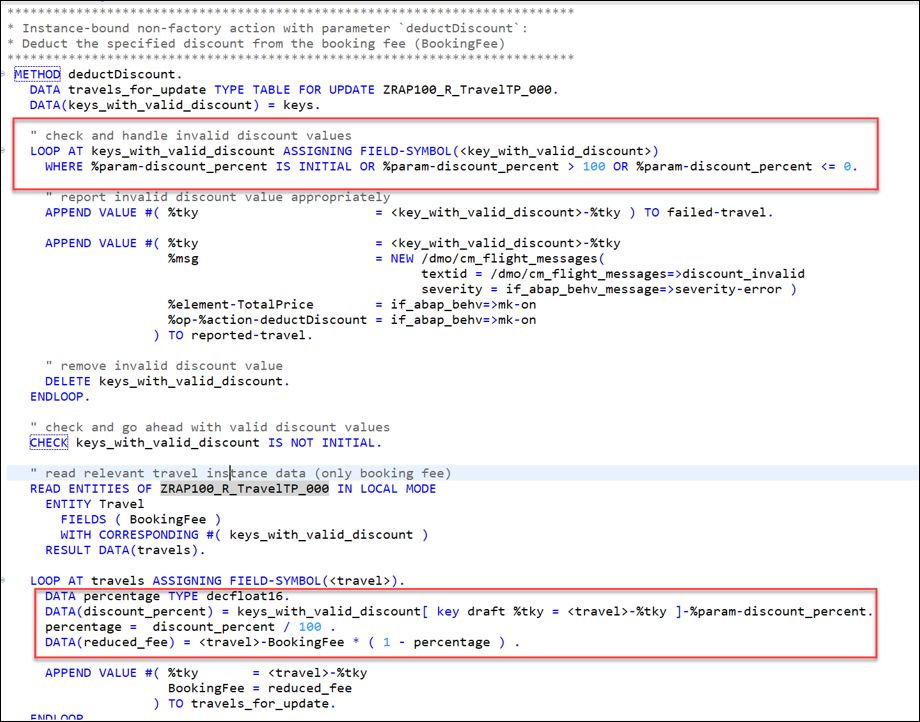 **************************************************************************
* Instance-bound non-factory action with parameter `deductDiscount`:
* Deduct the specified discount from the booking fee (BookingFee)
**************************************************************************
METHOD deductDiscount.
DATA travels_for_update TYPE TABLE FOR UPDATE ZRAP100_R_TravelTP_000.
DATA(keys_with_valid_discount) = keys.
" check and handle invalid discount values
LOOP AT keys_with_valid_discount ASSIGNING FIELD-SYMBOL(<key_with_valid_discount>)
WHERE %param-discount_percent IS INITIAL OR %param-discount_percent > 100 OR %param-discount_percent <= 0.
" report invalid discount value appropriately
APPEND VALUE #( %tky = <key_with_valid_discount>-%tky ) TO failed-travel.
APPEND VALUE #( %tky = <key_with_valid_discount>-%tky
%msg = NEW /dmo/cm_flight_messages(
textid = /dmo/cm_flight_messages=>discount_invalid
severity = if_abap_behv_message=>severity-error )
%element-TotalPrice = if_abap_behv=>mk-on
%op-%action-deductDiscount = if_abap_behv=>mk-on
) TO reported-travel.
" remove invalid discount value
DELETE keys_with_valid_discount.
ENDLOOP.
" check and go ahead with valid discount values
CHECK keys_with_valid_discount IS NOT INITIAL.
" read relevant travel instance data (only booking fee)
READ ENTITIES OF ZRAP100_R_TravelTP_000 IN LOCAL MODE
ENTITY Travel
FIELDS ( BookingFee )
WITH CORRESPONDING #( keys_with_valid_discount )
RESULT DATA(travels).
LOOP AT travels ASSIGNING FIELD-SYMBOL(<travel>).
DATA percentage TYPE decfloat16.
DATA(discount_percent) = keys_with_valid_discount[ key draft %tky = <travel>-%tky ]-%param-discount_percent.
percentage = discount_percent / 100 .
DATA(reduced_fee) = <travel>-BookingFee * ( 1 - percentage ) .
APPEND VALUE #( %tky = <travel>-%tky
BookingFee = reduced_fee
) TO travels_for_update.
ENDLOOP